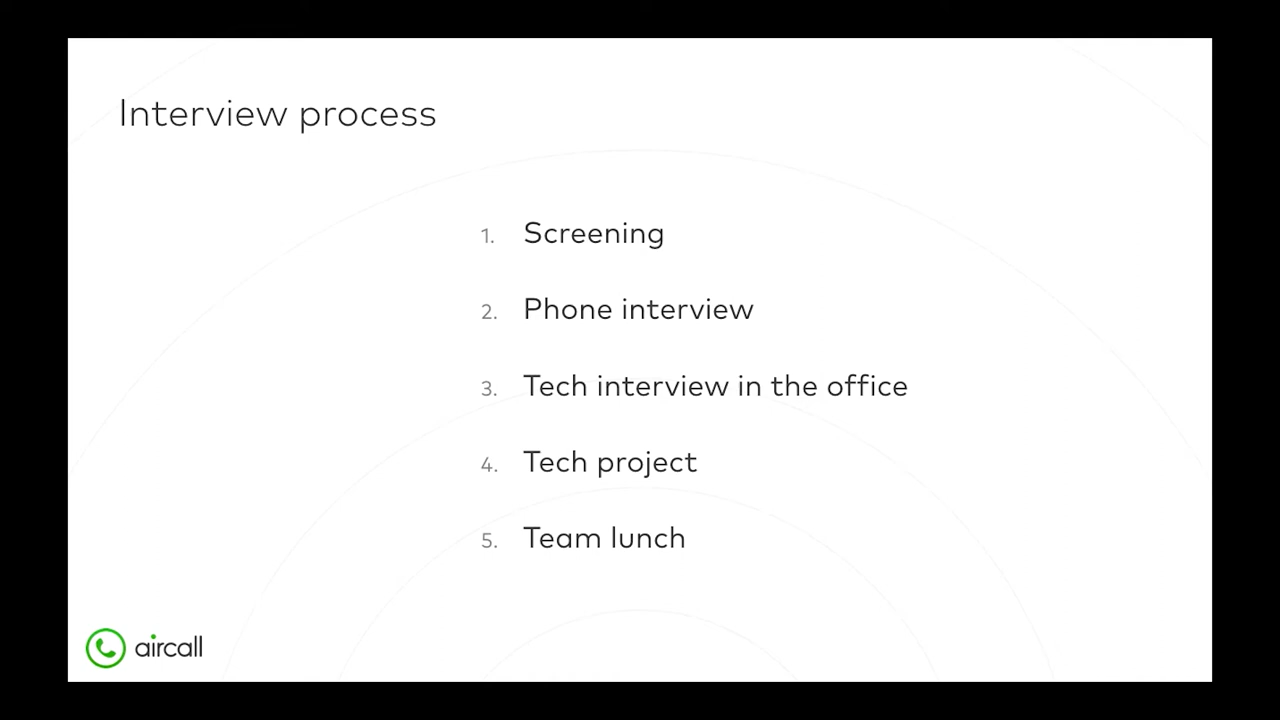 Interview process
1. Screening
2. Phone interview
3. Tech interview in the office
4. Tech project
5. Team lunch
aircall